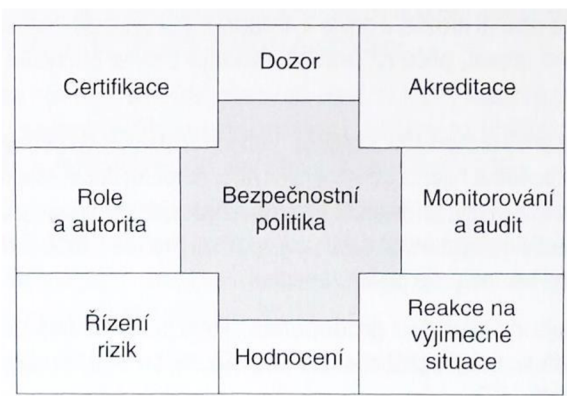 Certifikace
Dozor
Akreditace
Role
a autorita
Bezpečnostní
politika
Monitorování
a audit
Řízení
rizik
Hodnocení
Reakce na
výjimečné
situace